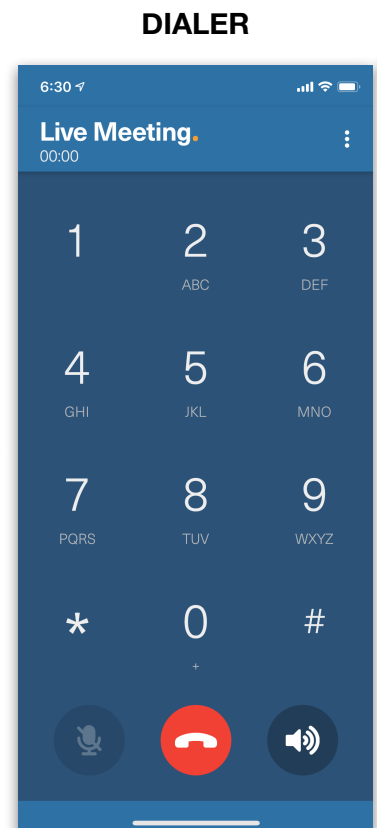 DIALER
6:30
Live Meeting.
00:00
1 2 3
ABC DEF
4 5 6
GHI JKL MNO
7 8 9
PQRS TUV WXYZ
* 0 #
+